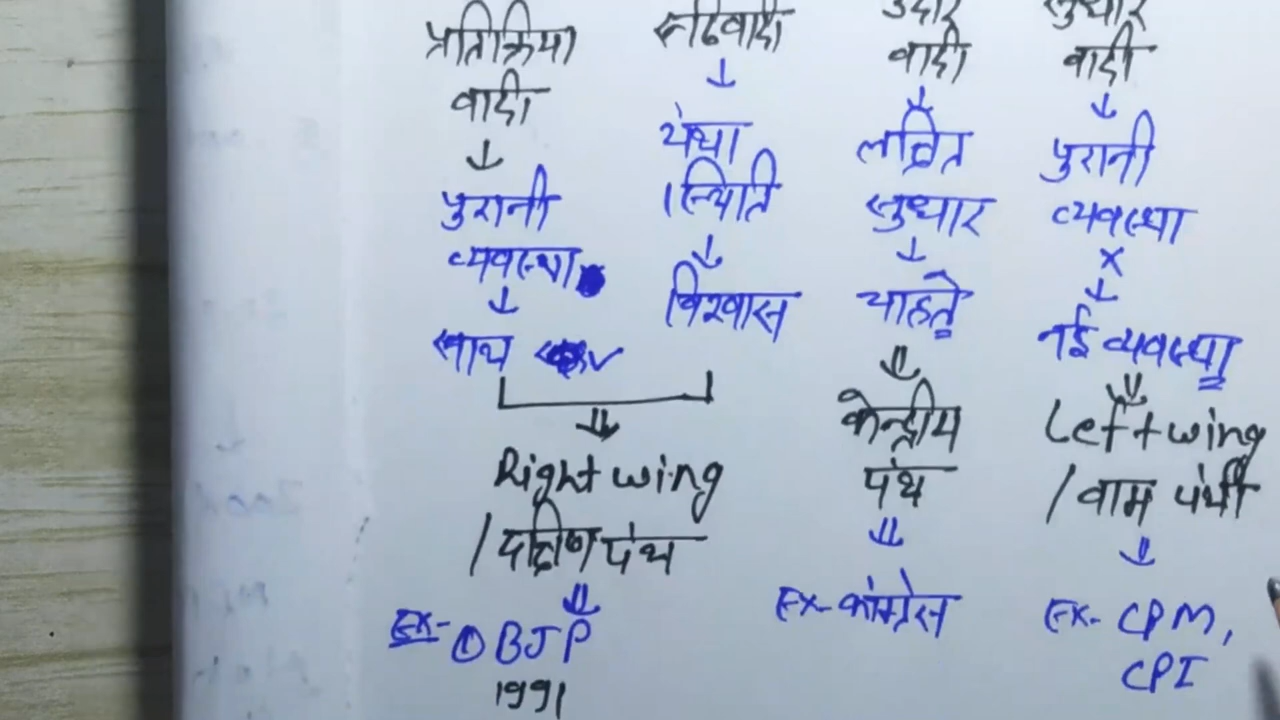 प्रतिक्रिया
वादी
↓
पुरानी
व्यवस्था
↓
साथ
रूढिवादी
↓
यथा
स्थिति
↓
विश्वास
Right wing
/दक्षिण पंथ
Ex- ① BJP
1991
उदार
वादी
↓
सुधार
↓
चाहते
केन्द्रीय
पंथ
Ex- कांग्रेस
सुधार
वादी
↓
पुरानी
व्यवस्था
×
↓
नई व्यवस्था
Left wing
/वाम पंथी
Ex- CPM,
CPI